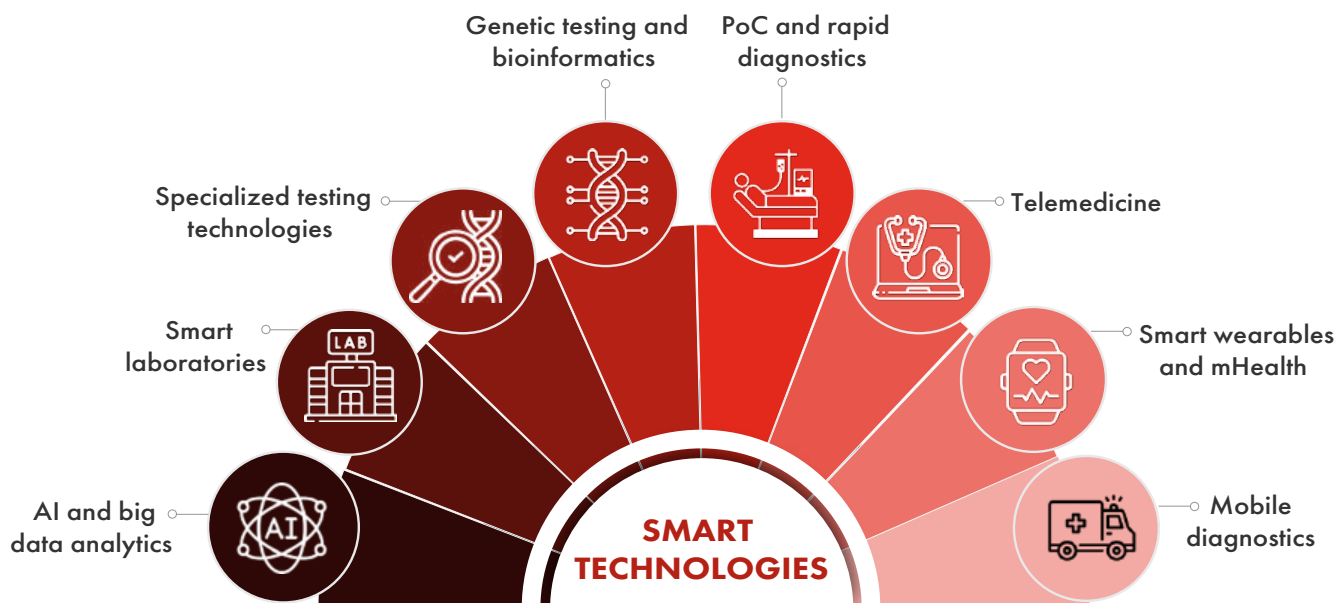 Genetic testing and
bioinformatics
PoC and rapid
diagnostics
Specialized testing
technologies
Telemedicine
Smart
laboratories
LAB
Smart wearables
and mHealth
AI and big
data analytics
AI
Mobile
diagnostics
SMART
TECHNOLOGIES